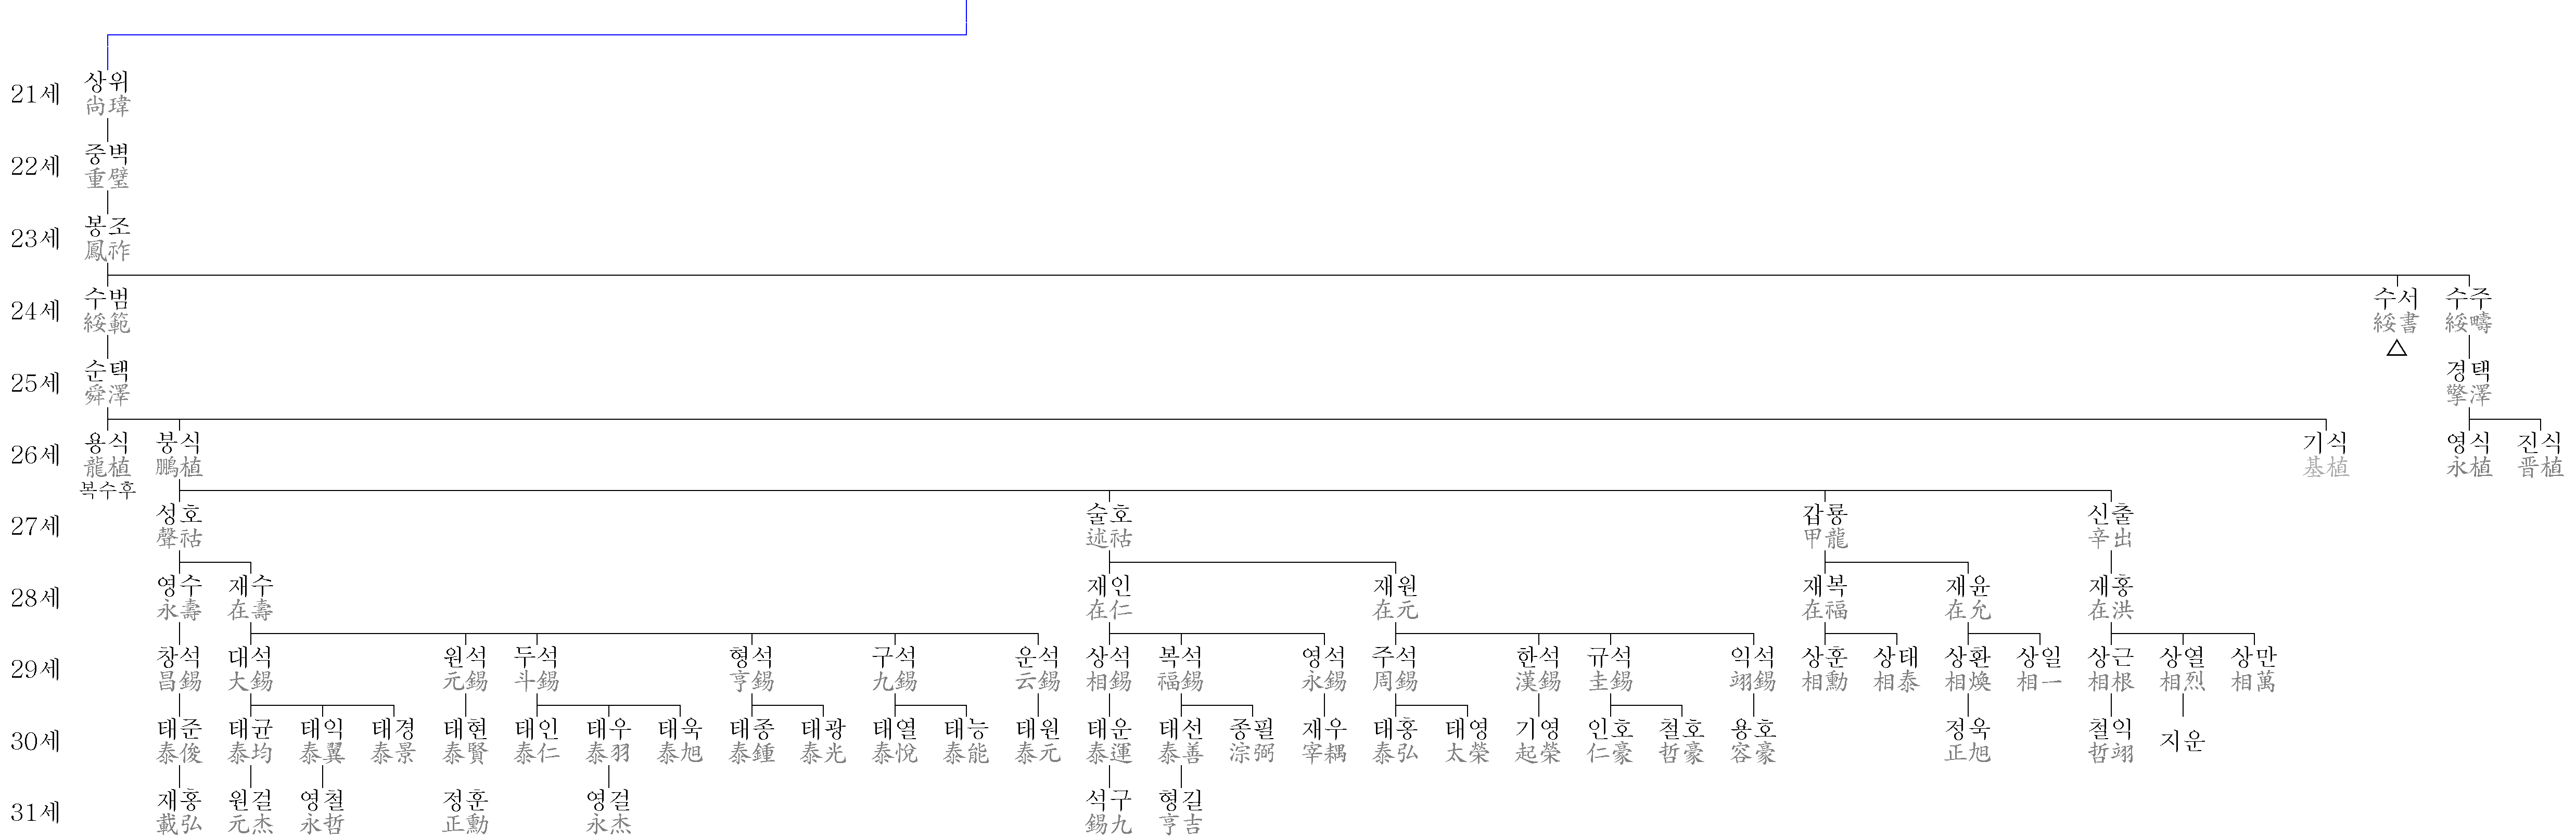 21세 상위
尚瑋
22세 중벽
重璧
23세 봉조
鳳祚
24세 수범 수서 수주
綏範 綏書 綏疇
△
25세 순택 경택
舜澤 擎澤
26세 용식 붕식 기식 영식 진식
龍植 鵬植 基植 永植 晋植
복수후
27세 성호 술호 갑룡 신출
聲祜 述祜 甲龍 辛出
28세 영수 재수 재인 재원 재복 재윤 재홍
永壽 在壽 在仁 在元 在福 在允 在洪
29세 창석 대석 원석 두석 형석 구석 운석 상석 복석 영석 주석 한석 규석 익석 상훈 상태 상환 상일 상근 상열 상만
昌錫 大錫 元錫 斗錫 亨錫 九錫 云錫 相錫 福錫 永錫 周錫 漢錫 圭錫 翊錫 相勳 相泰 相煥 相一 相根 相烈 相萬
30세 태준 태균 태익 태경 태현 태인 태우 태욱 태종 태광 태열 태능 태원 태운 태선 종필 재우 태홍 태영 기영 인호 철호 용호 정욱 철익 지운
泰俊 泰均 泰翼 泰景 泰賢 泰仁 泰羽 泰旭 泰鍾 泰光 泰悅 泰能 泰元 泰運 泰善 淙弼 宰耦 泰弘 太榮 起榮 仁豪 哲豪 容豪 正旭 哲翊
31세 재홍 원걸 영철 정훈 영걸 석구 형길
載弘 元杰 永哲 正勳 永杰 錫九 亨吉